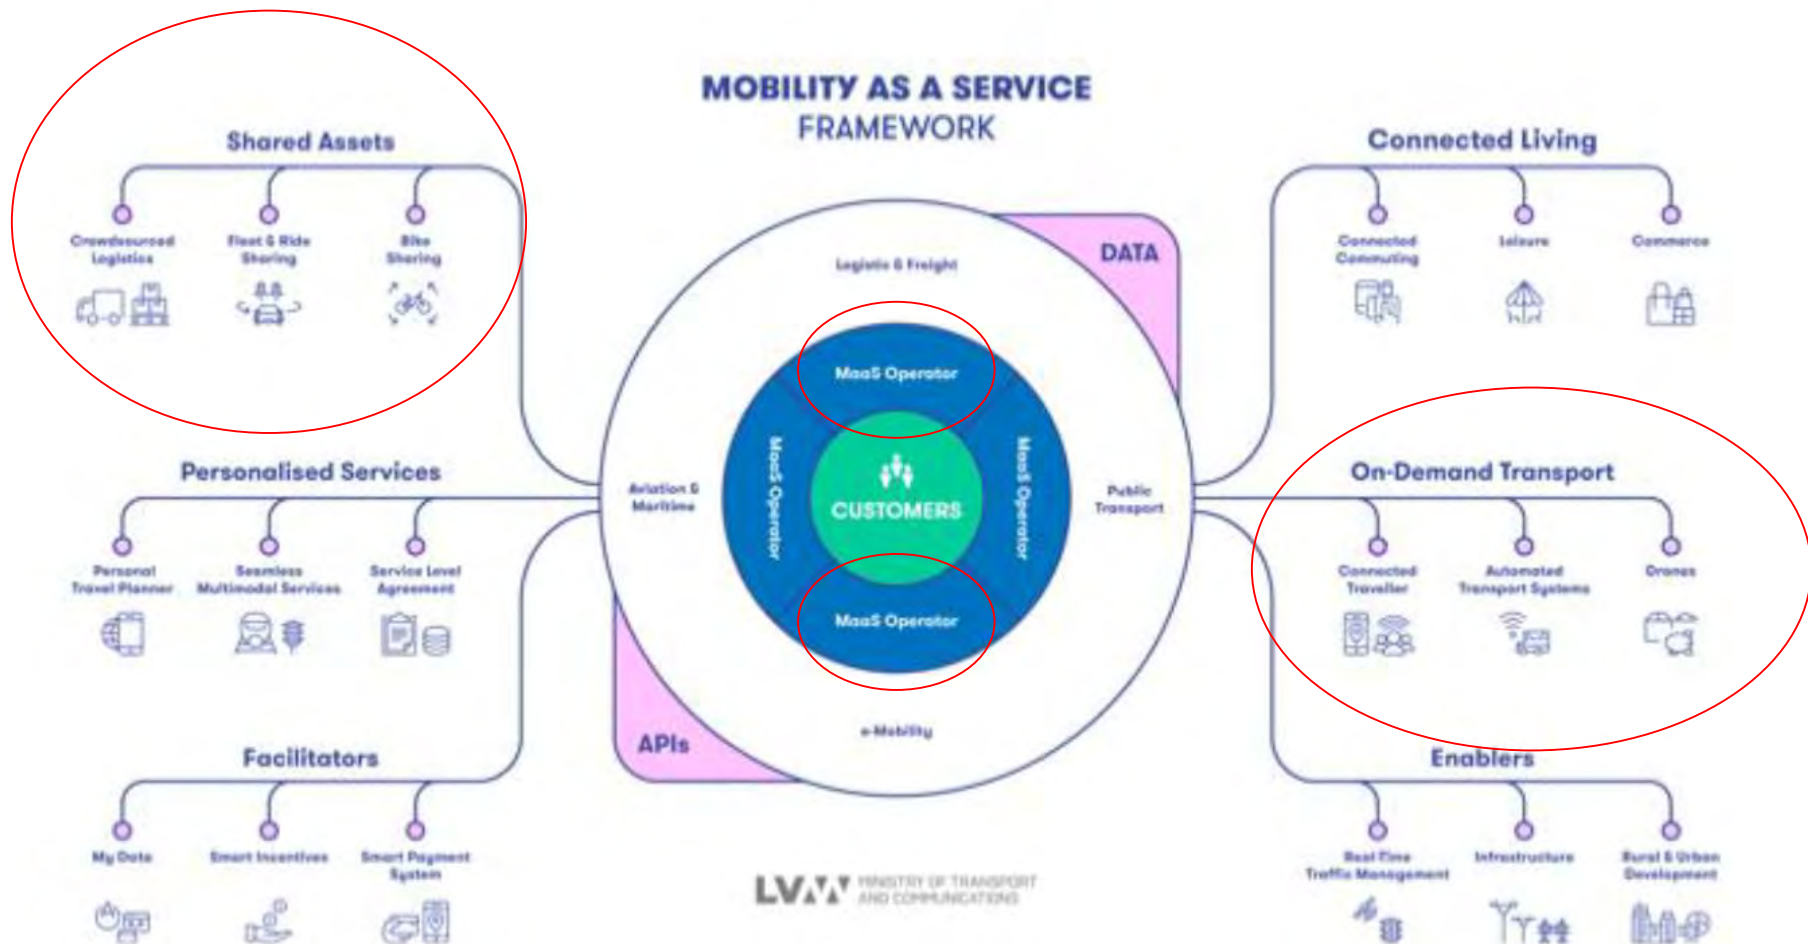 MOBILITY AS A SERVICE
FRAMEWORK
Shared Assets
Crowdsourced
Logistics
Fleet & Ride
Sharing
Bike
Sharing
Personalised Services
Personal
Travel Planner
Seamless
Multimodal Services
Service Level
Agreement
Facilitators
My Data
Smart Incentives
Smart Payment
System
DATA
Logistic & Freight
MaaS Operator
Aviation &
Maritime
MaaS Operator
CUSTOMERS
MaaS Operator
Public
Transport
MaaS Operator
e-Mobility
APIs
Connected Living
Connected
Commuting
Leisure
Commerce
On-Demand Transport
Connected
Traveller
Automated
Transport Systems
Drones
Enablers
Real Time
Traffic Management
Infrastructure
Rural & Urban
Development
LVM
MINISTRY OF TRANSPORT
AND COMMUNICATIONS